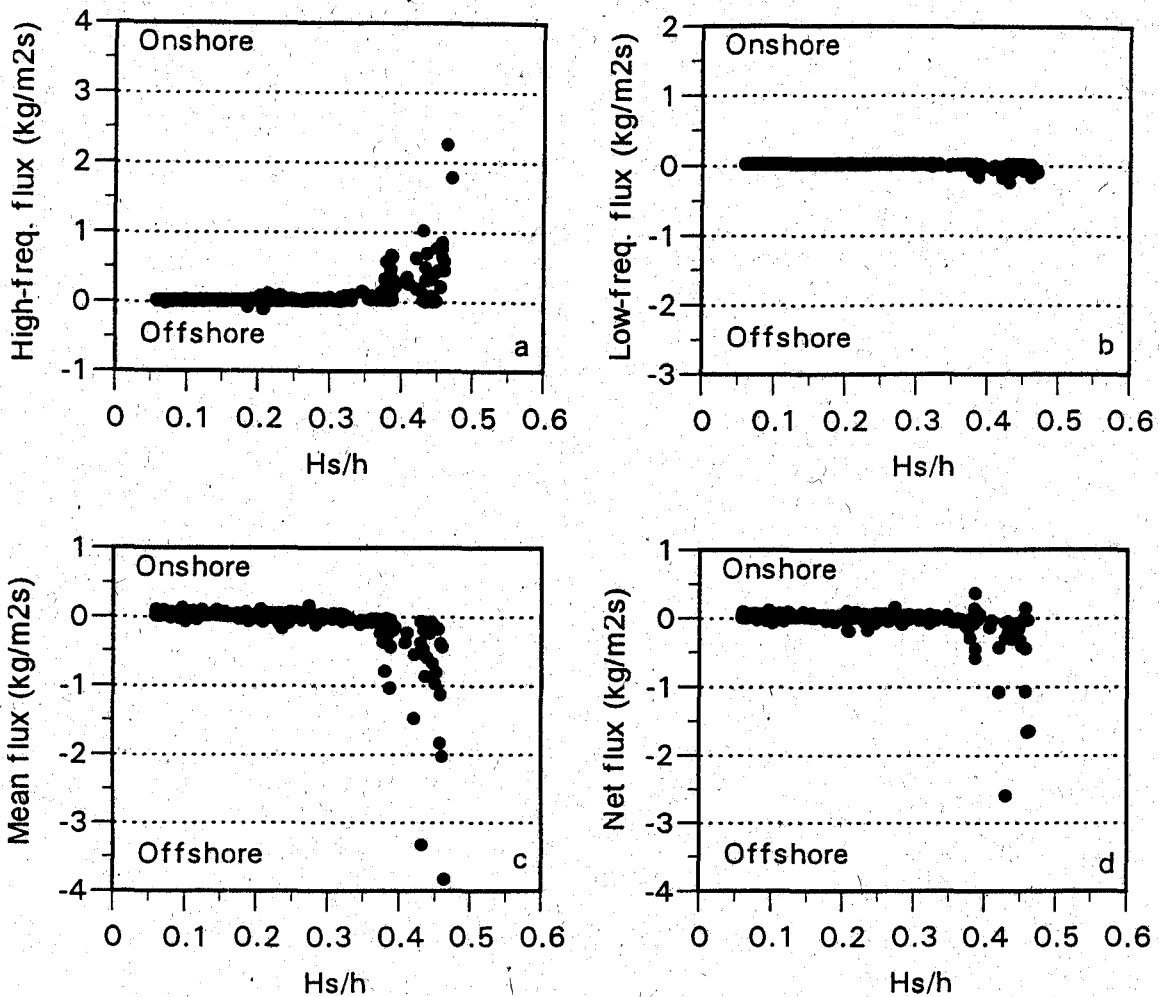 High-freq. flux (kg/m2s)
4
3
2
1
0
-1
Onshore
Offshore
a
0 0.1 0.2 0.3 0.4 0.5 0.6
Hs/h
Low-freq. flux (kg/m2s)
2
1
0
-1
-2
-3
Onshore
Offshore
b
0 0.1 0.2 0.3 0.4 0.5 0.6
Hs/h
Mean flux (kg/m2s)
1
0
-1
-2
-3
-4
Onshore
Offshore
c
0 0.1 0.2 0.3 0.4 0.5 0.6
Hs/h
Net flux (kg/m2s)
1
0
-1
-2
-3
-4
Onshore
Offshore
d
0 0.1 0.2 0.3 0.4 0.5 0.6
Hs/h